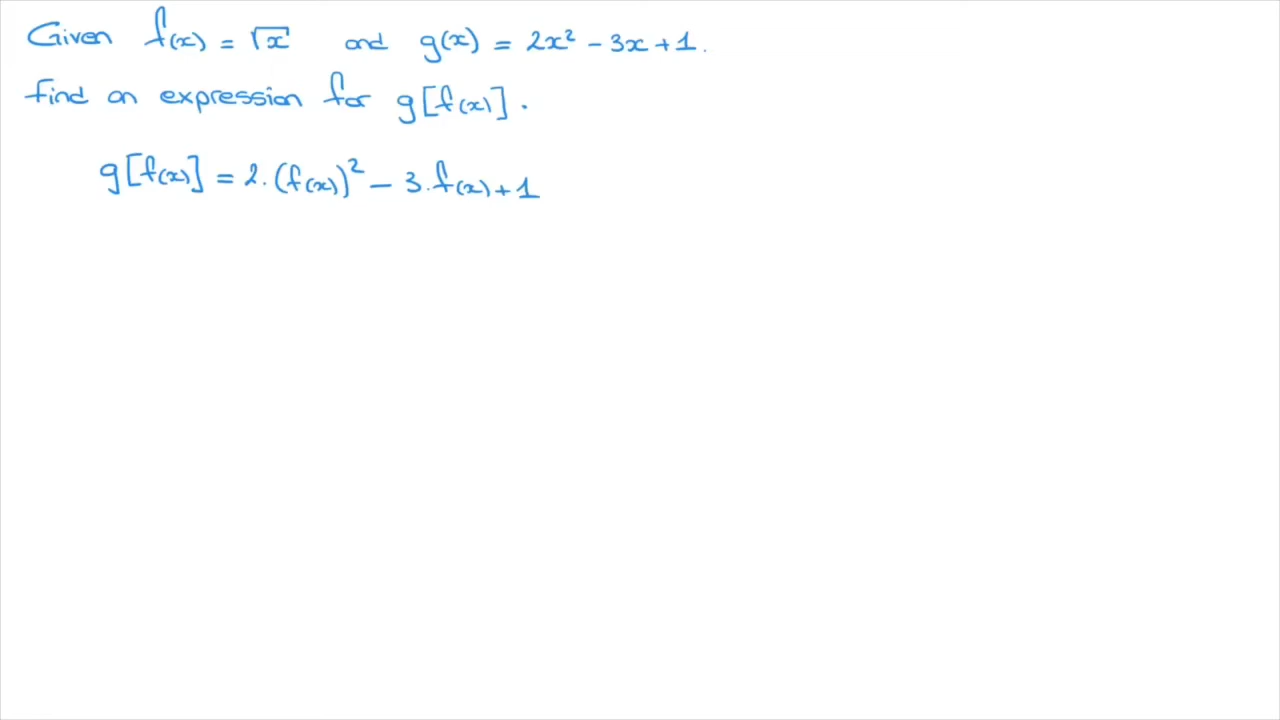 Given f(x) = √x and g(x) = 2x² - 3x + 1.
Find an expression for g[f(x)].
g[f(x)] = 2.(f(x))² - 3.f(x) + 1